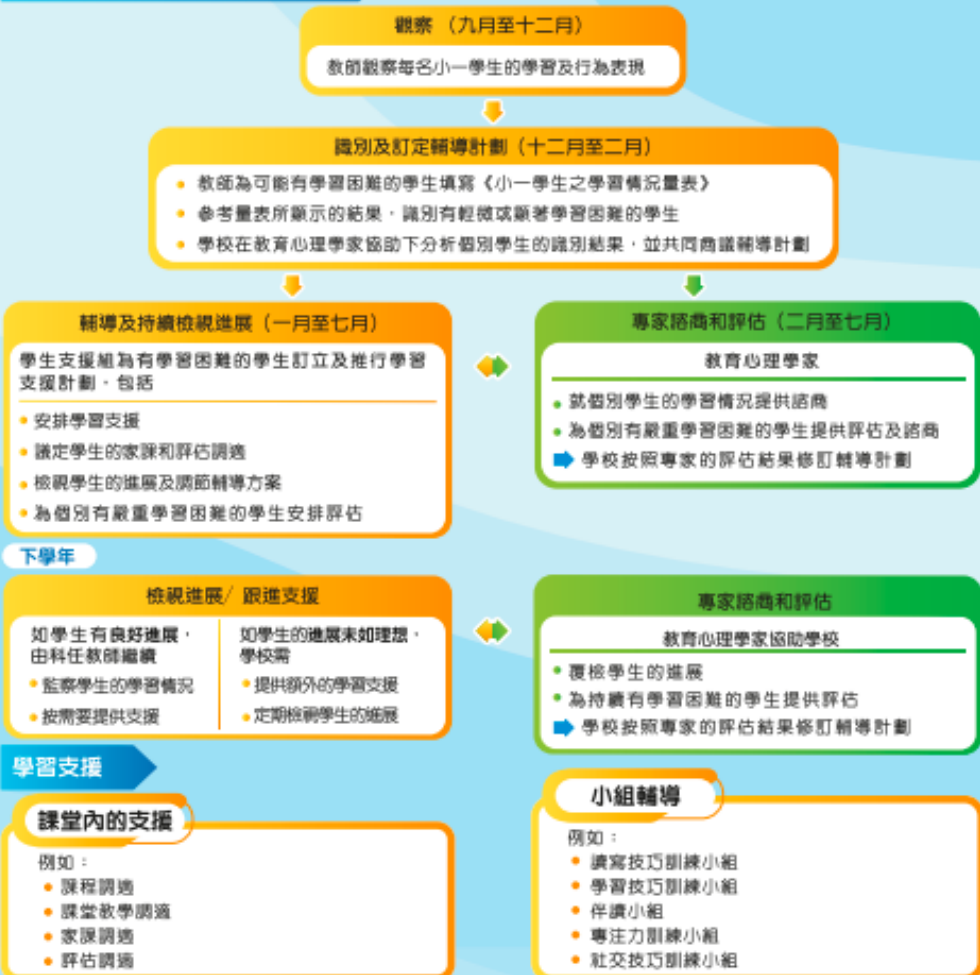 觀察（九月至十二月）
教師觀察每名小一學生的學習及行為表現
識別及訂定輔導計劃（十二月至二月）
• 教師為可能有學習困難的學生填寫《小一學生之學習情況量表》
• 參考量表所顯示的結果，識別有輕微或顯著學習困難的學生
• 學校在教育心理學家協助下分析個別學生的識別結果，並共同商議輔導計劃
輔導及持續檢視進展（一月至七月）
學生支援組為有學習困難的學生訂立及推行學習
支援計劃，包括
• 安排學習支援
• 議定學生的家課和評估調適
• 檢視學生的進展及調節輔導方案
• 為個別有嚴重學習困難的學生安排評估
專家諮商和評估（二月至七月）
教育心理學家
• 就個別學生的學習情況提供諮商
• 為個別有嚴重學習困難的學生提供評估及諮商
學校按照專家的評估結果修訂輔導計劃
下學年
檢視進展/ 跟進支援
如學生有良好進展，
由科任教師繼續
• 監察學生的學習情況
• 按需要提供支援
如學生的進展未如理想，
學校需
• 提供額外的學習支援
• 定期檢視學生的進展
專家諮商和評估
教育心理學家協助學校
• 覆檢學生的進展
• 為持續有學習困難的學生提供評估
學校按照專家的評估結果修訂輔導計劃
學習支援
課堂內的支援
例如：
• 課程調適
• 課堂教學調適
• 家課調適
• 評估調適
小組輔導
例如：
• 讀寫技巧訓練小組
• 學習技巧訓練小組
• 伴讀小組
• 專注力訓練小組
• 社交技巧訓練小組